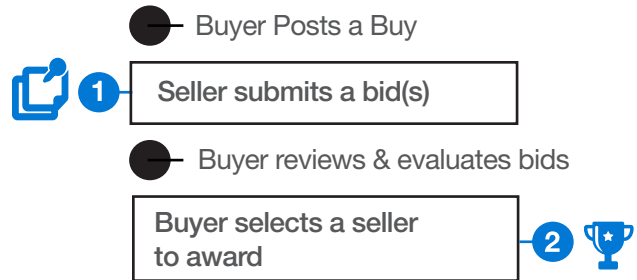 Buyer Posts a Buy
1
Seller submits a bid(s)
Buyer reviews & evaluates bids
Buyer selects a seller
to award
2